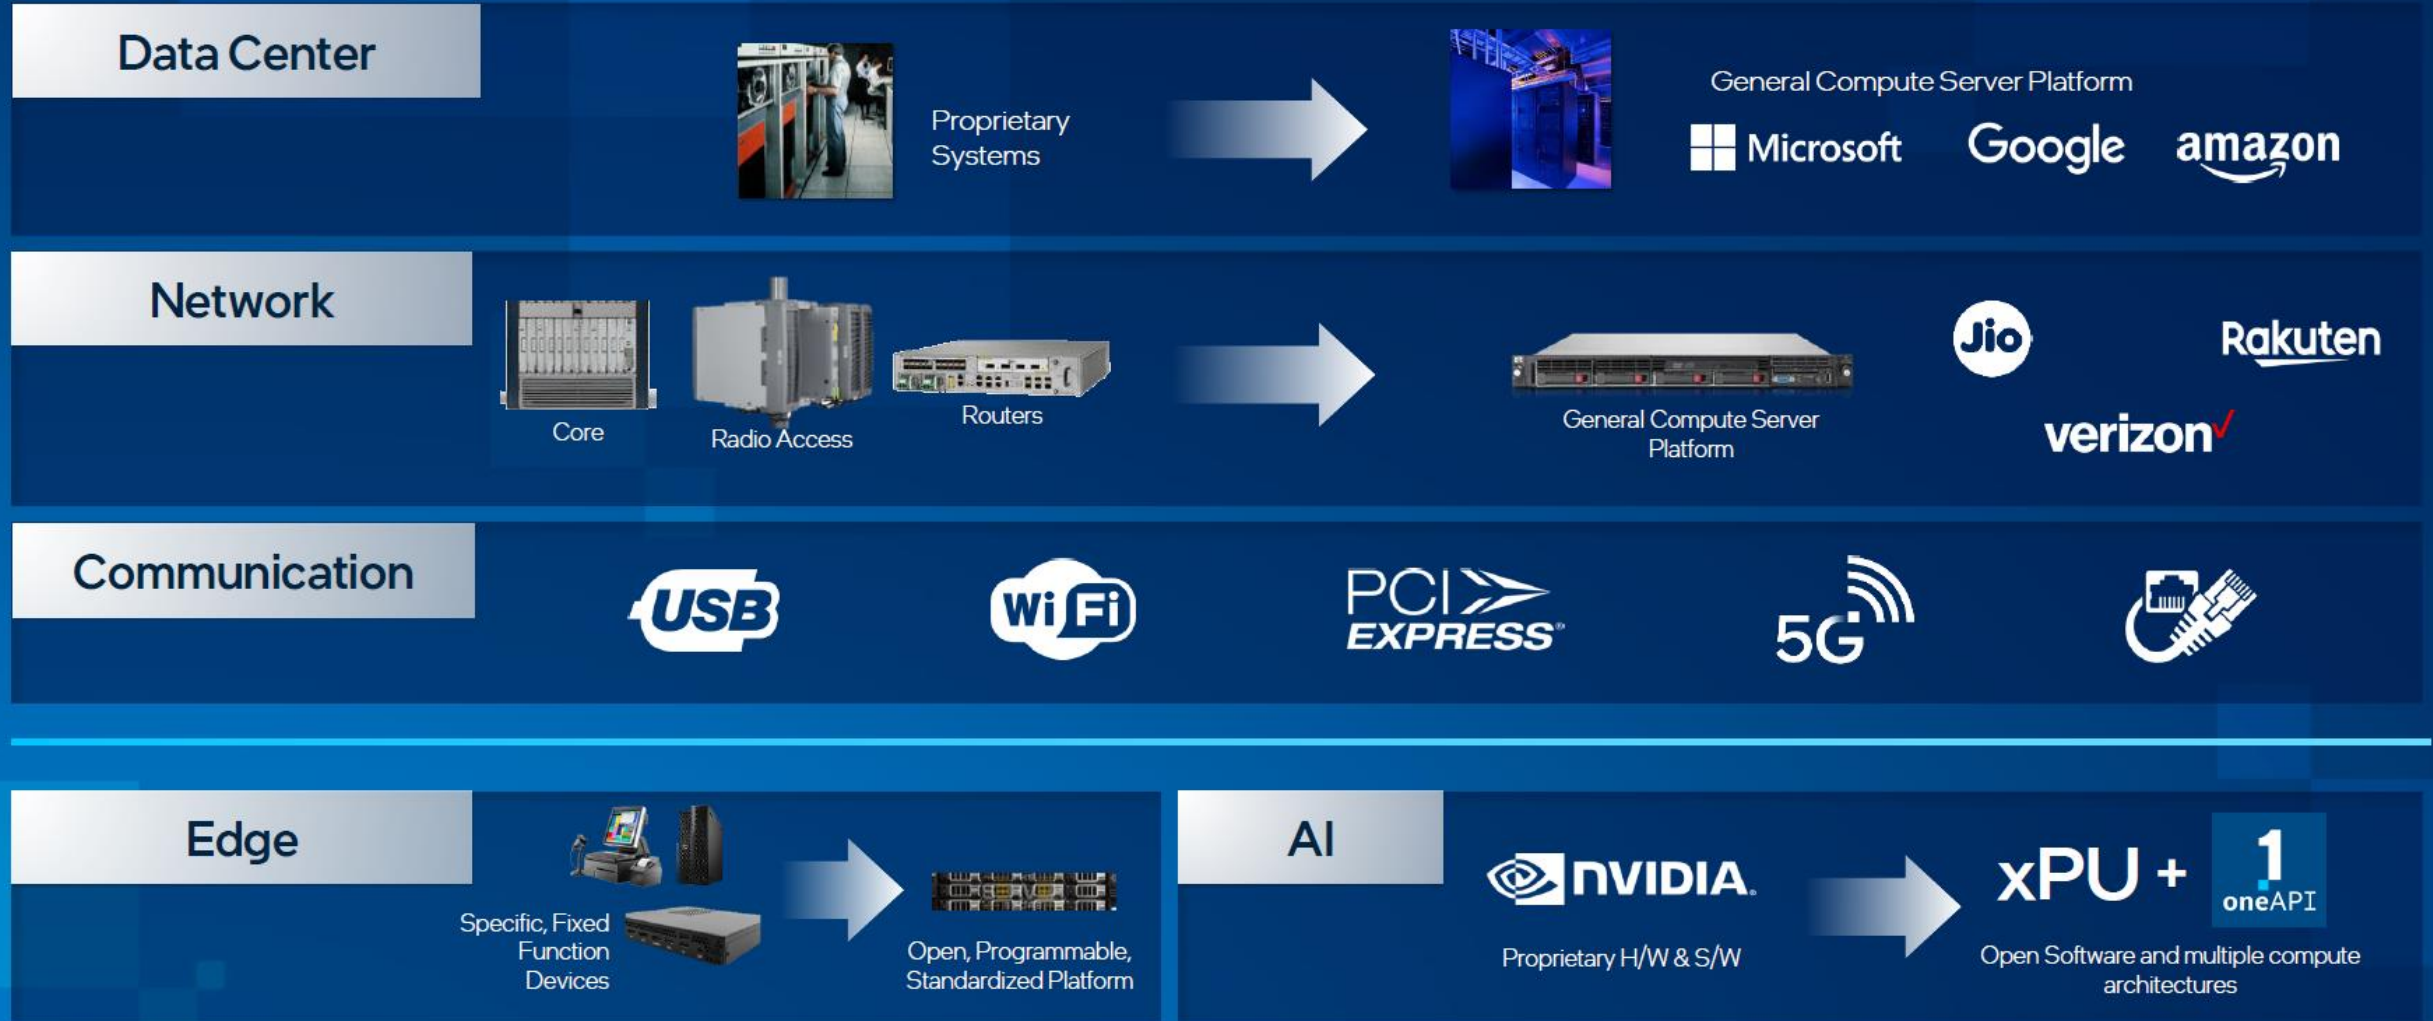 Data Center
Proprietary
Systems
General Compute Server Platform
Microsoft
Google
amazon
Network
Core
Radio Access
Routers
General Compute Server
Platform
Jio
Rakuten
verizon
Communication
USB
Wi Fi
PCI
EXPRESS®
5G
Edge
Specific, Fixed
Function
Devices
Open, Programmable,
Standardized Platform
AI
NVIDIA.
Proprietary H/W & S/W
xPU +
1
oneAPI
Open Software and multiple compute
architectures